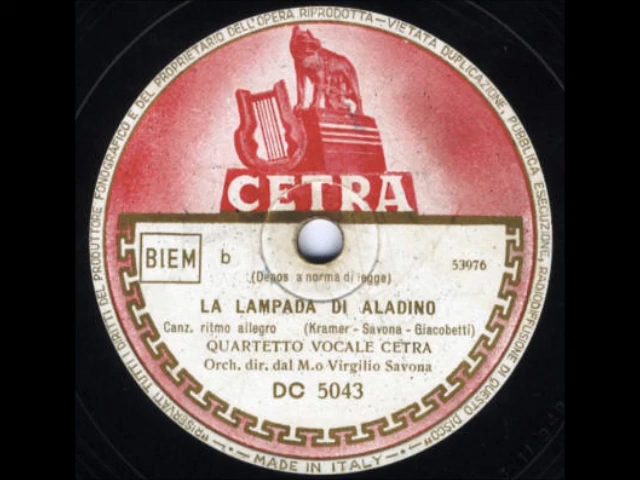 "RISERVATI TUTTI I DIRITTI DEL PRODUTTORE FONOGRAFICO E DEL PROPRIETARIO DELL'OPERA RIPRODOTTA - VIETATA DUPLICAZIONE, PUBBLICA ESECUZIONE, RADIODIFFUSIONE DI QUESTO DISCO"
CETRA
BIEM b
53976
(Depos a norma di legge)
LA LAMPADA DI ALADINO
Canz. ritmo allegro (Kramer - Savona - Giacobetti)
QUARTETTO VOCALE CETRA
Orch. dir. dal M.o Virgilio Savona
DC 5043
- MADE IN ITALY -